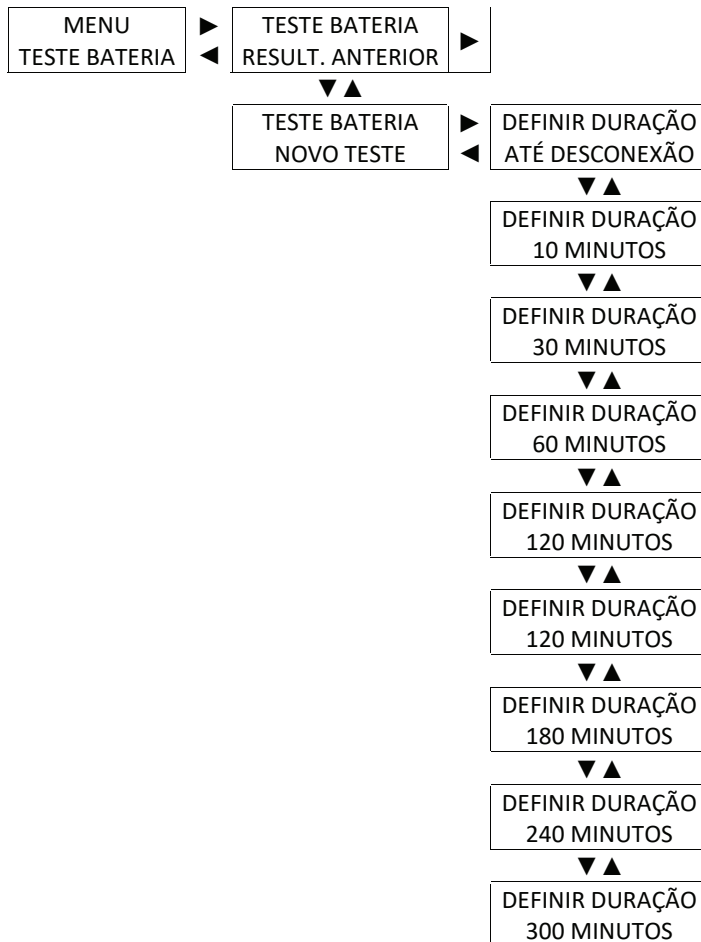 MENU ► TESTE BATERIA ►
TESTE BATERIA ◄ RESULT. ANTERIOR
▼▲
TESTE BATERIA ► DEFINIR DURAÇÃO
NOVO TESTE ◄ ATÉ DESCONEXÃO
▼▲
DEFINIR DURAÇÃO
10 MINUTOS
▼▲
DEFINIR DURAÇÃO
30 MINUTOS
▼▲
DEFINIR DURAÇÃO
60 MINUTOS
▼▲
DEFINIR DURAÇÃO
120 MINUTOS
▼▲
DEFINIR DURAÇÃO
120 MINUTOS
▼▲
DEFINIR DURAÇÃO
180 MINUTOS
▼▲
DEFINIR DURAÇÃO
240 MINUTOS
▼▲
DEFINIR DURAÇÃO
300 MINUTOS